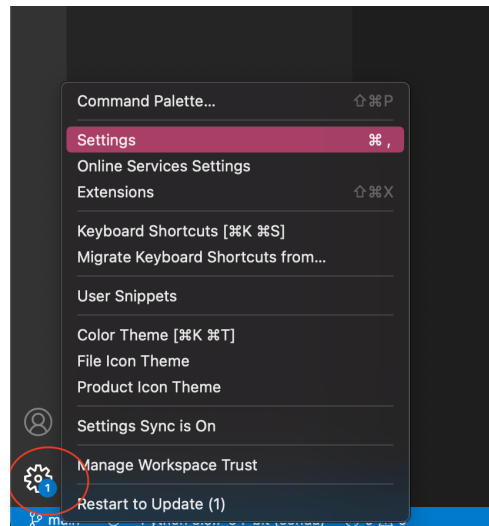 Command Palette... ⇧⌘P
Settings ⌘ ,
Online Services Settings
Extensions ⇧⌘X
Keyboard Shortcuts [⌘K ⌘S]
Migrate Keyboard Shortcuts from...
User Snippets
Color Theme [⌘K ⌘T]
File Icon Theme
Product Icon Theme
Settings Sync is On
Manage Workspace Trust
1
Restart to Update (1)